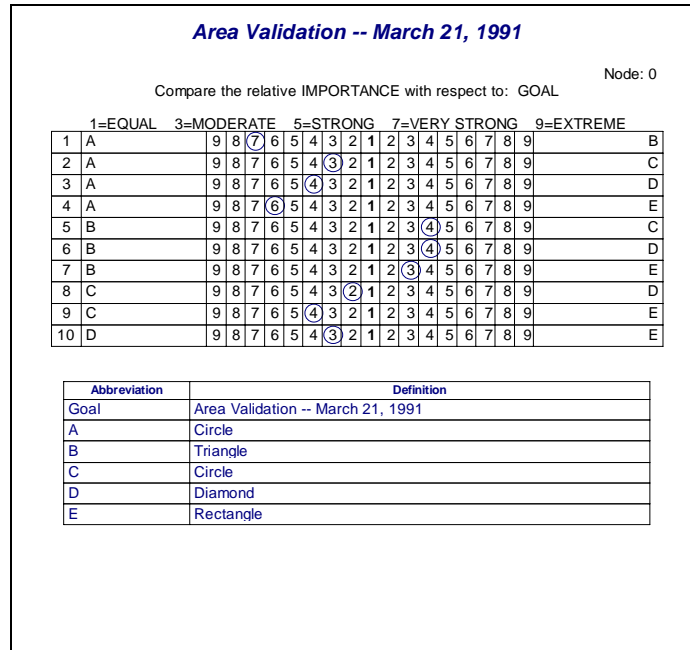 Area Validation -- March 21, 1991
Node: 0
Compare the relative IMPORTANCE with respect to: GOAL
1=EQUAL 3=MODERATE 5=STRONG 7=VERY STRONG 9=EXTREME
1 A 9 8 7 6 5 4 3 2 1 2 3 4 5 6 7 8 9 B
2 A 9 8 7 6 5 4 3 2 1 2 3 4 5 6 7 8 9 C
3 A 9 8 7 6 5 4 3 2 1 2 3 4 5 6 7 8 9 D
4 A 9 8 7 6 5 4 3 2 1 2 3 4 5 6 7 8 9 E
5 B 9 8 7 6 5 4 3 2 1 2 3 4 5 6 7 8 9 C
6 B 9 8 7 6 5 4 3 2 1 2 3 4 5 6 7 8 9 D
7 B 9 8 7 6 5 4 3 2 1 2 3 4 5 6 7 8 9 E
8 C 9 8 7 6 5 4 3 2 1 2 3 4 5 6 7 8 9 D
9 C 9 8 7 6 5 4 3 2 1 2 3 4 5 6 7 8 9 E
10 D 9 8 7 6 5 4 3 2 1 2 3 4 5 6 7 8 9 E
Abbreviation Definition
Goal Area Validation -- March 21, 1991
A Circle
B Triangle
C Circle
D Diamond
E Rectangle